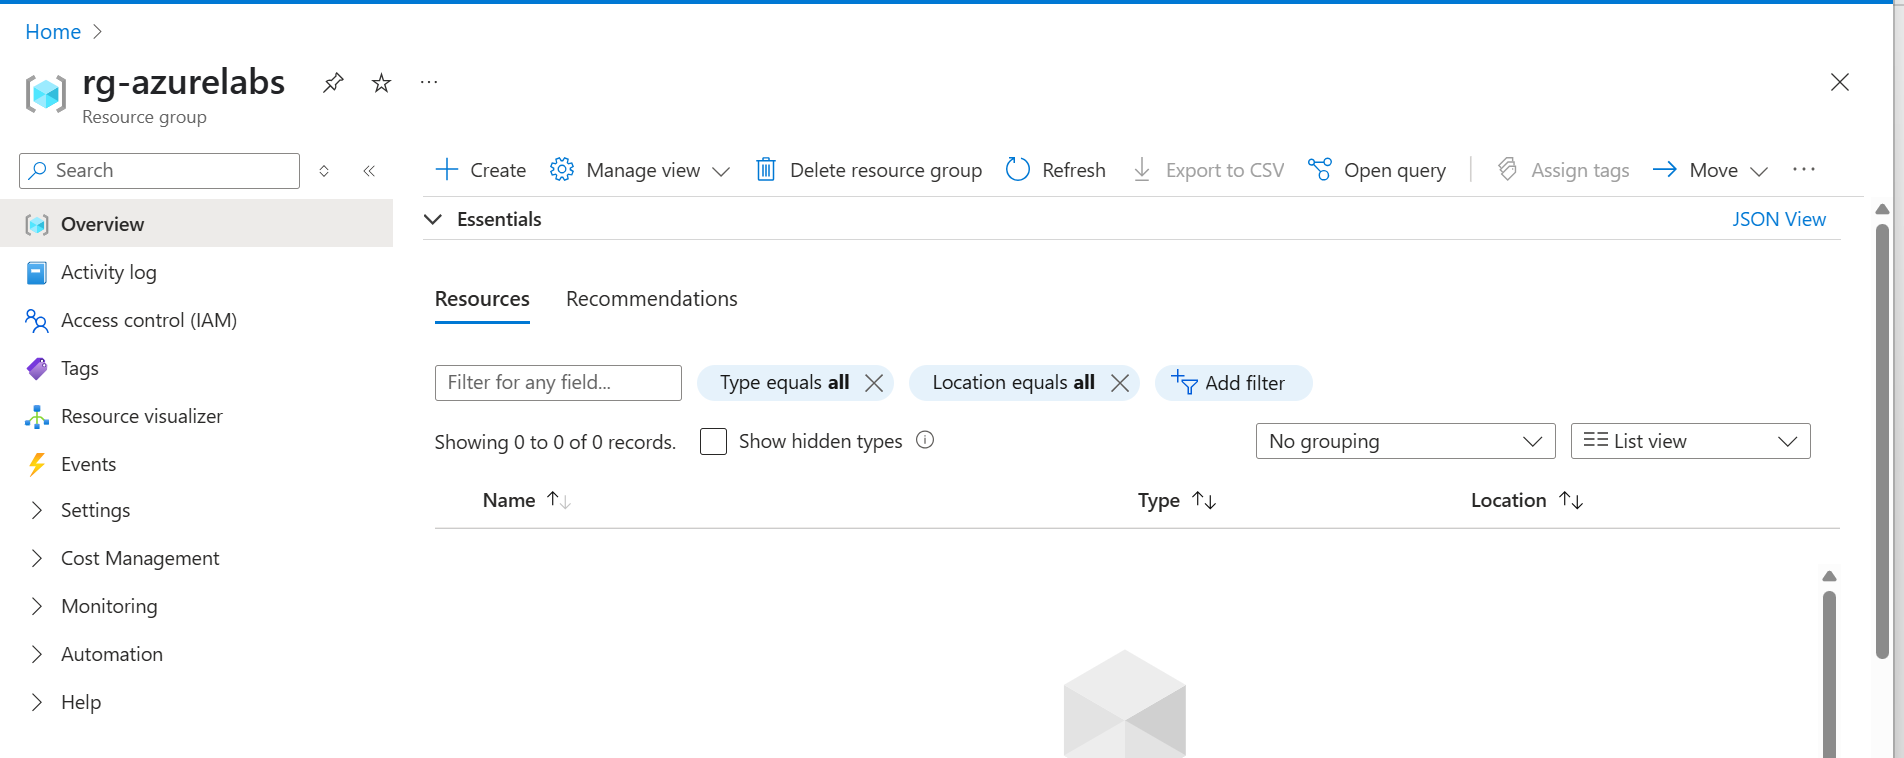 Home
rg-azurelabs
Resource group
Search
Create
Manage view
Delete resource group
Refresh
Export to CSV
Open query
Assign tags
Move
Overview
Activity log
Access control (IAM)
Tags
Resource visualizer
Events
Settings
Cost Management
Monitoring
Automation
Help
Essentials
JSON View
Resources Recommendations
Filter for any field...
Type equals all
Location equals all
Add filter
Showing 0 to 0 of 0 records.
Show hidden types
No grouping
List view
Name
Type
Location